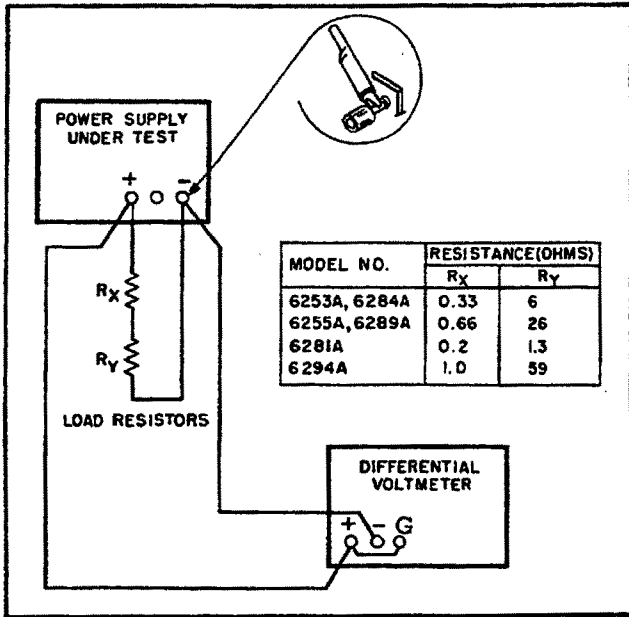 POWER SUPPLY
UNDER TEST
+ -
RX
RY
LOAD RESISTORS
MODEL NO. RESISTANCE(OHMS)
RX RY
6253A, 6284A 0.33 6
6255A, 6289A 0.66 26
6281A 0.2 1.3
6294A 1.0 59
DIFFERENTIAL
VOLTMETER
+ - G